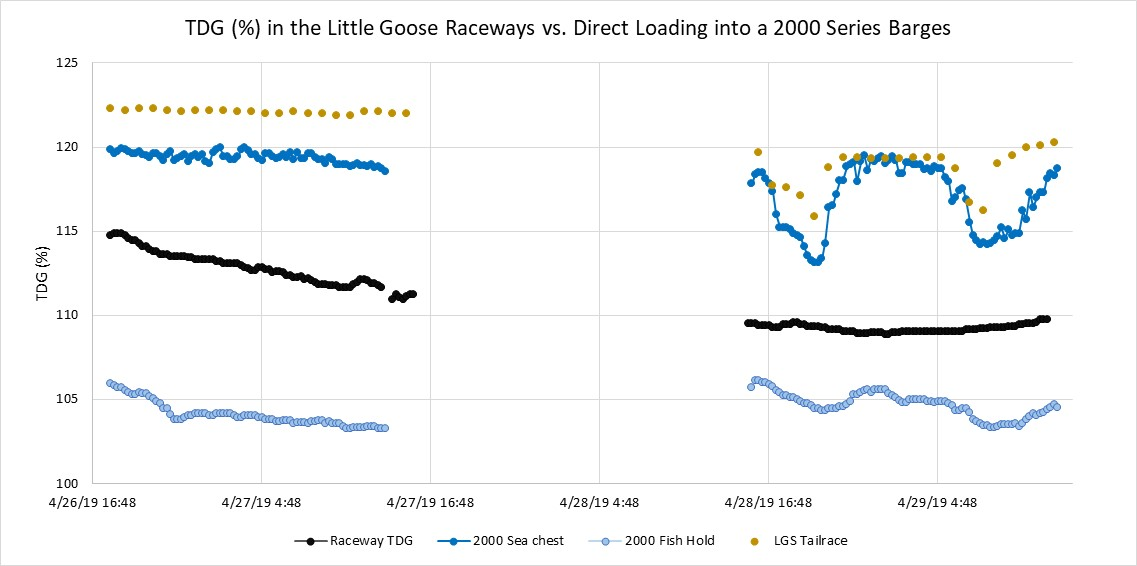 TDG (%) in the Little Goose Raceways vs. Direct Loading into a 2000 Series Barges
TDG (%)
125
120
115
110
105
100
4/26/19 16:48 4/27/19 4:48 4/27/19 16:48 4/28/19 4:48 4/28/19 16:48 4/29/19 4:48
Raceway TDG 2000 Sea chest 2000 Fish Hold LGS Tailrace